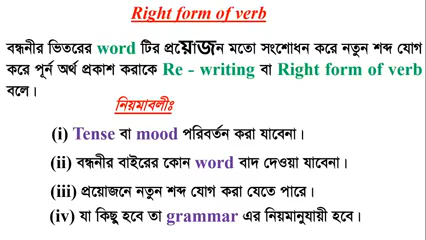 Right form of verb
বন্ধনীর ভিতরের word টির প্রয়োজন মতো সংশোধন করে নতুন শব্দ যোগ
করে পূর্ন অর্থ প্রকাশ করাকে Re - writing বা Right form of verb
বলে।
নিয়মাবলীঃ
(i) Tense বা mood পরিবর্তন করা যাবেনা।
(ii) বন্ধনীর বাইরের কোন word বাদ দেওয়া যাবেনা।
(iii) প্রয়োজনে নতুন শব্দ যোগ করা যেতে পারে।
(iv) যা কিছু হবে তা grammar এর নিয়মানুযায়ী হবে।